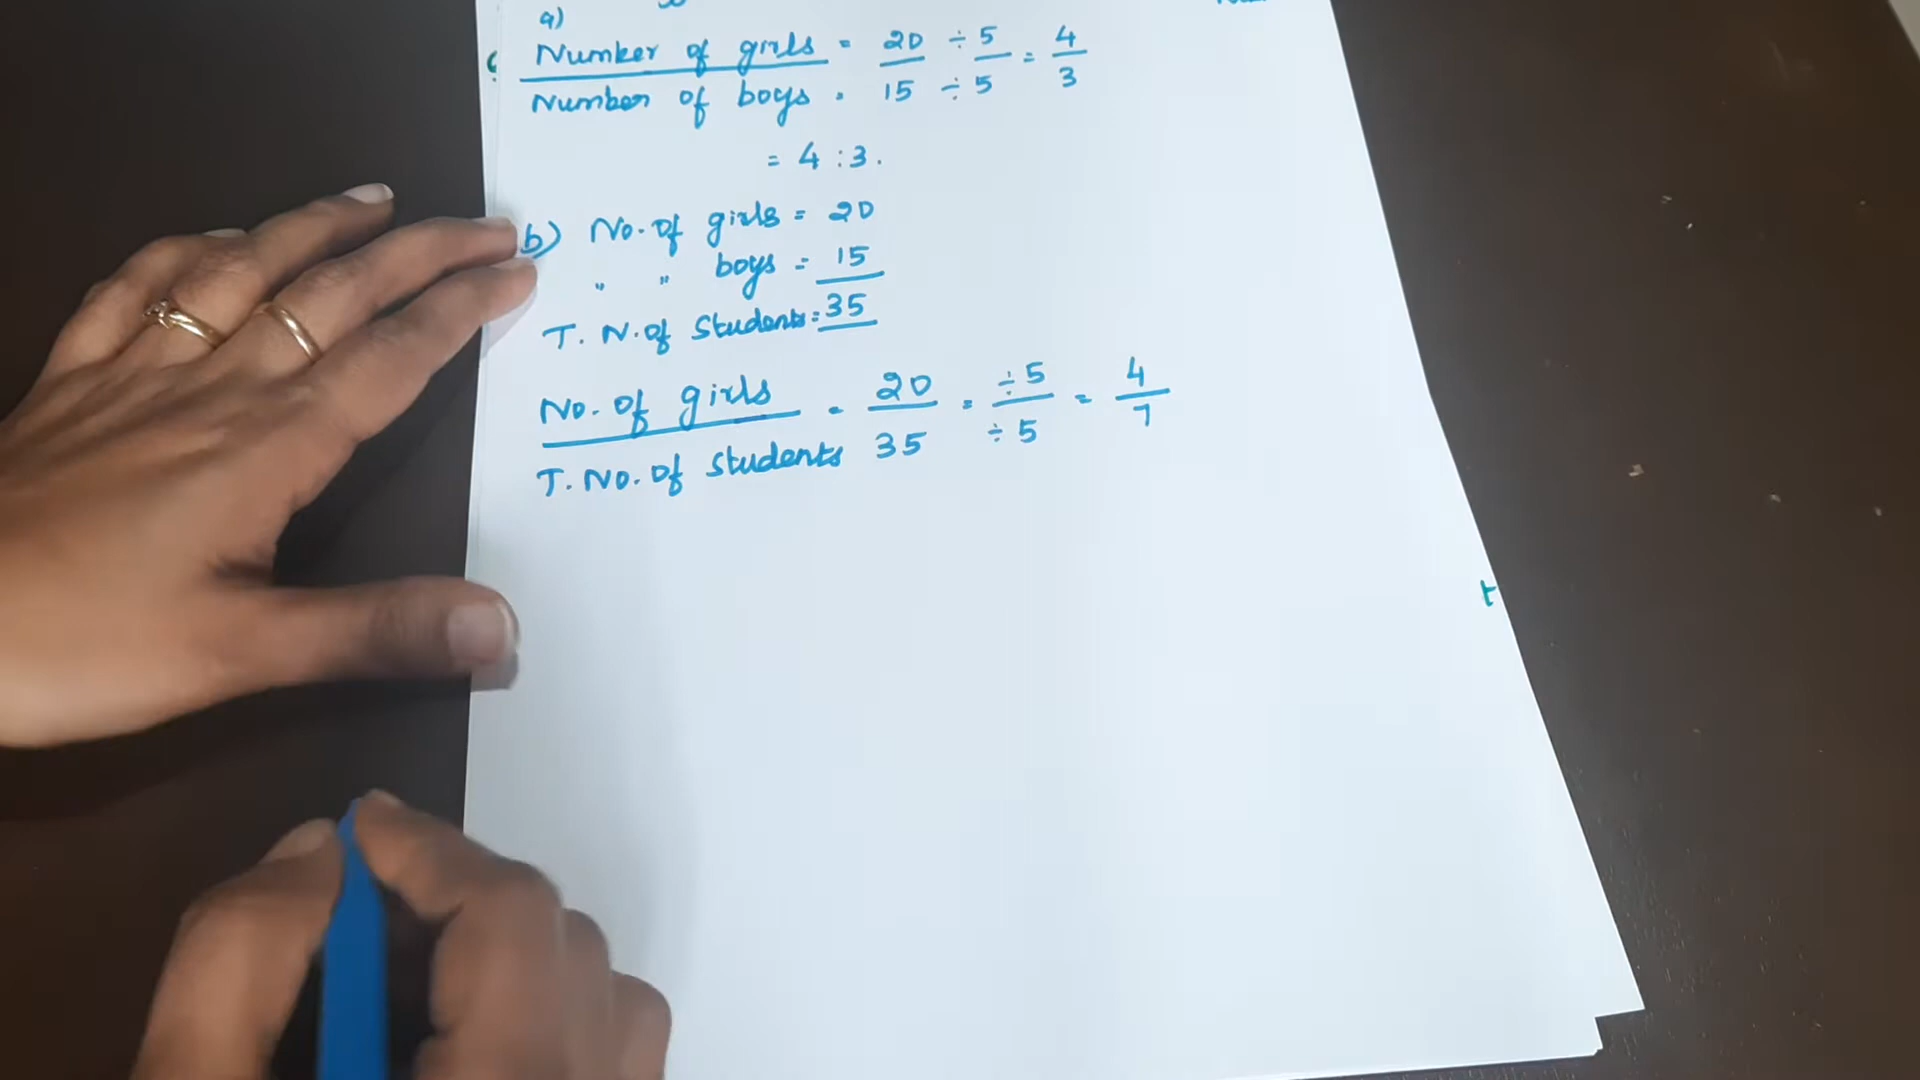 a)
Number of girls = 20 ÷ 5 = 4
Number of boys = 15 ÷ 5 3
= 4 : 3.
b) No. of girls = 20
" " boys = 15
T. N. of Students = 35
No. of girls = 20 = ÷5 = 4
T. No. of students 35 ÷5 7
t